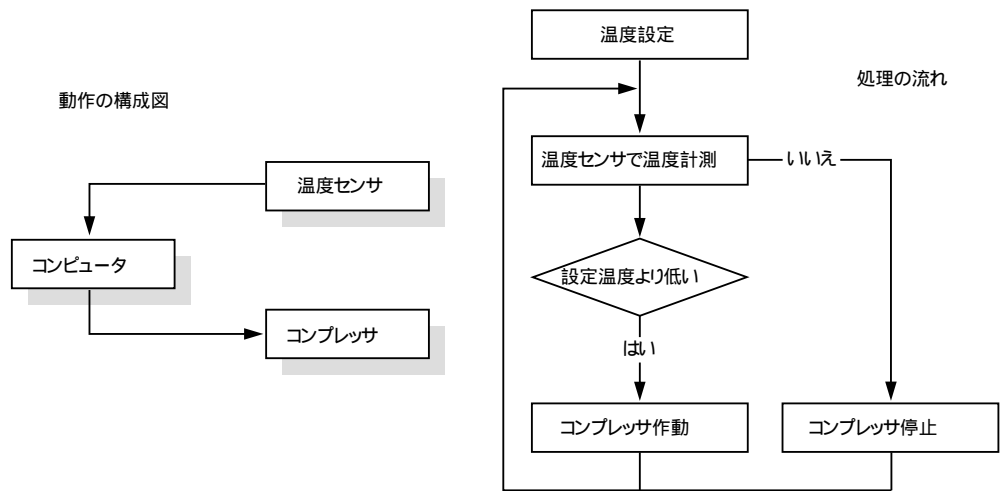 動作の構成図
温度センサ
コンピュータ
コンプレッサ
処理の流れ
温度設定
温度センサで温度計測
いいえ
設定温度より低い
はい
コンプレッサ作動
コンプレッサ停止